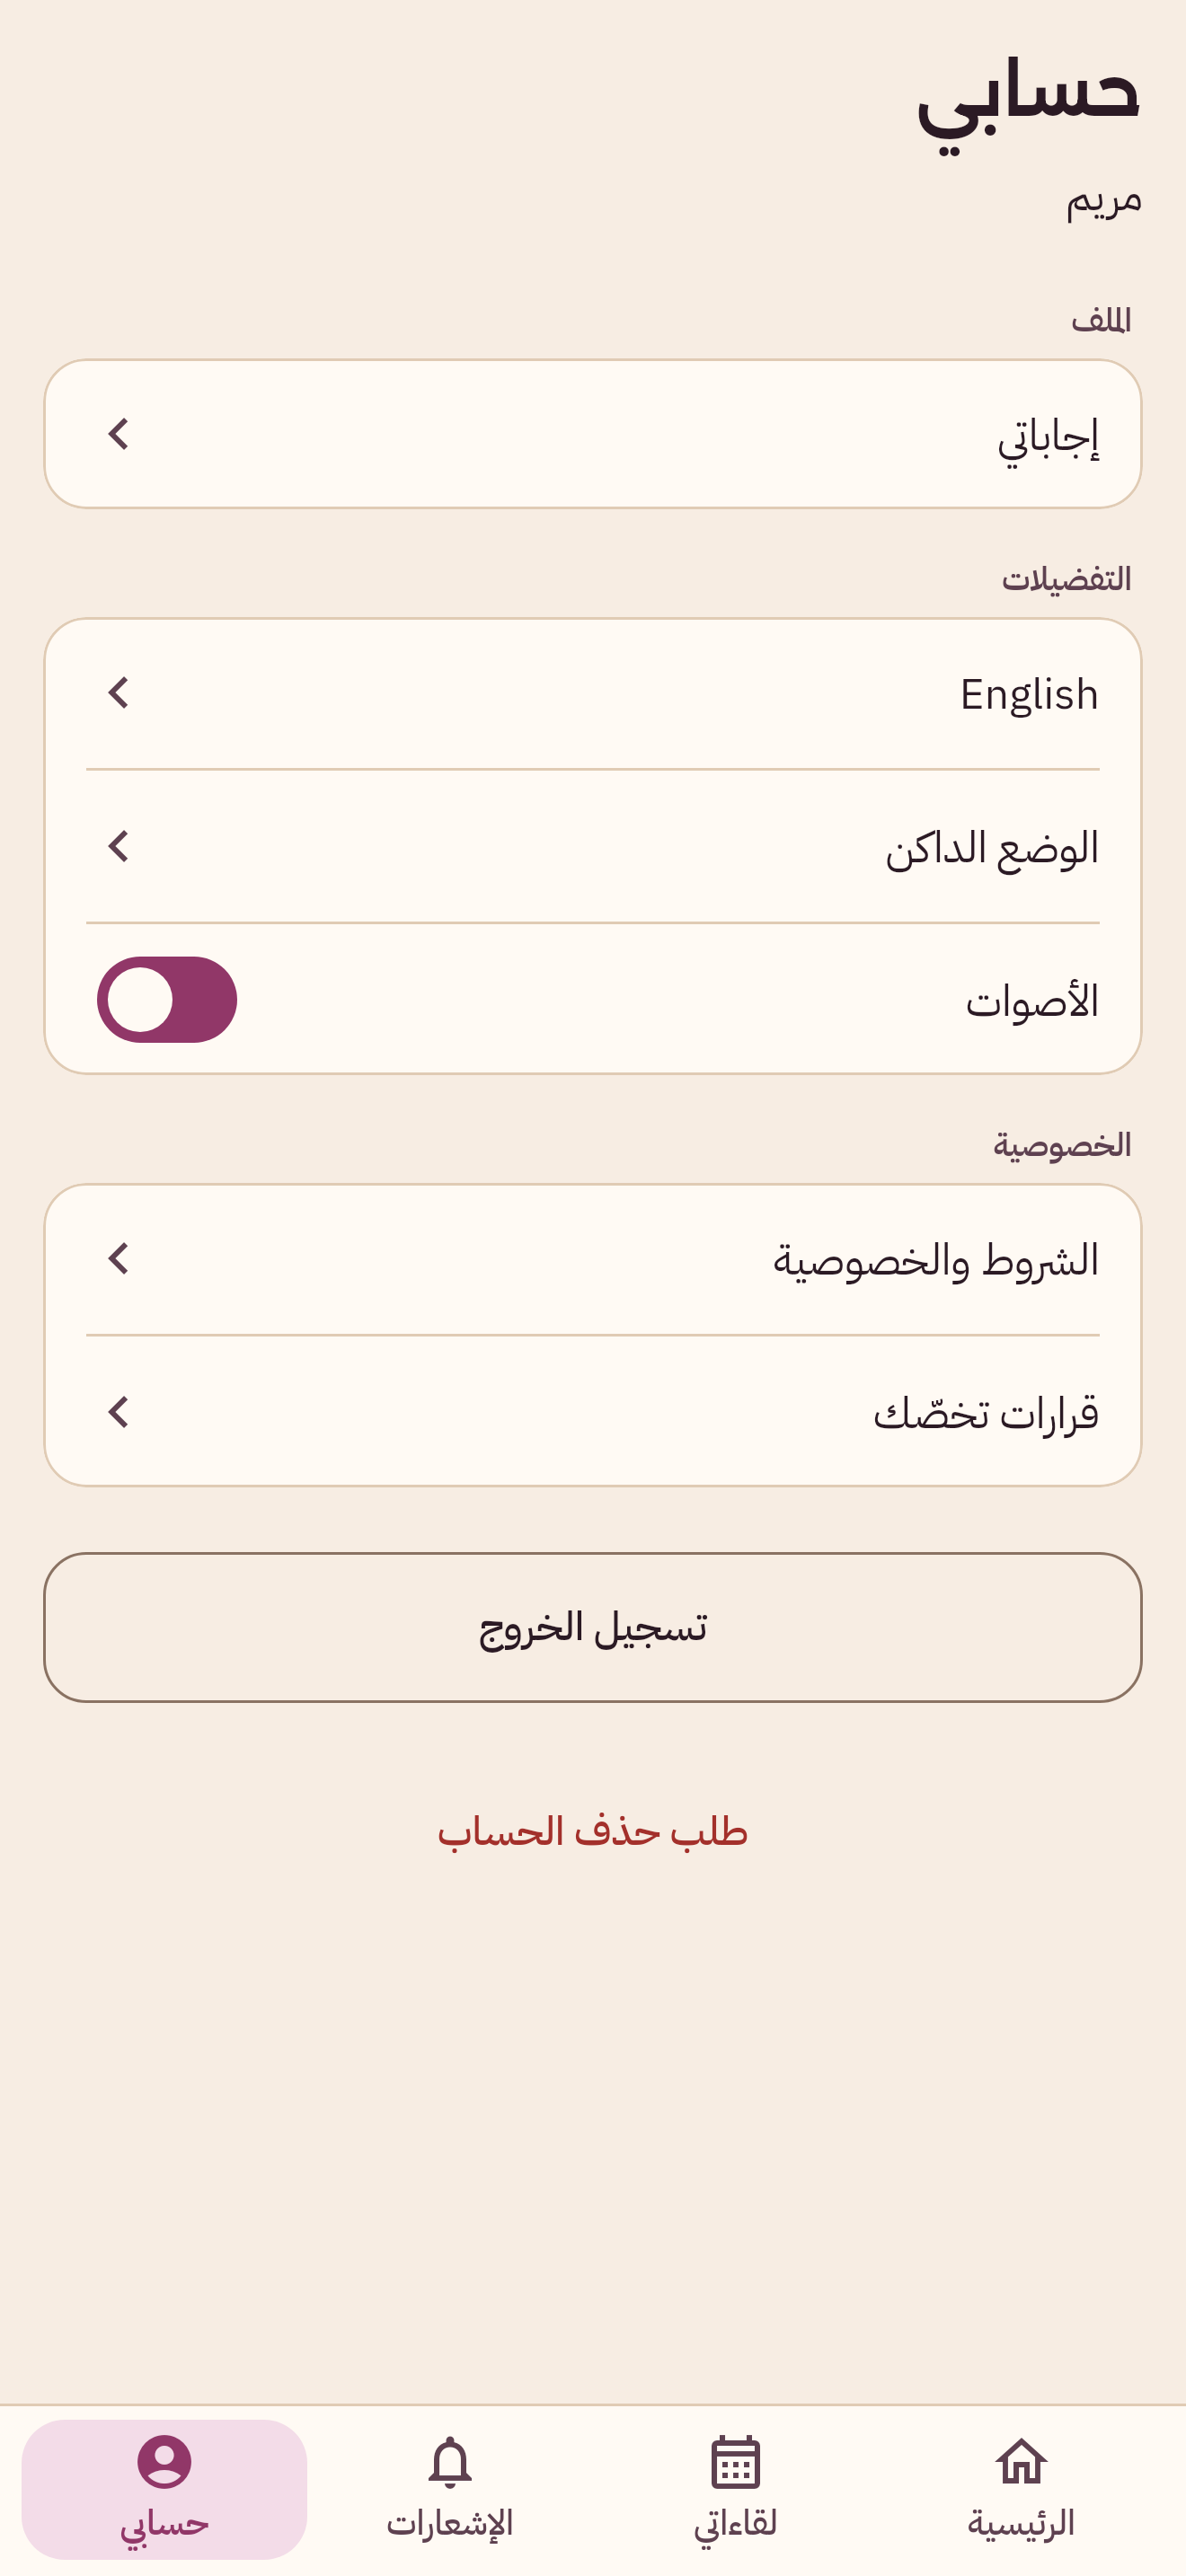 حسابي
مريم
الملف
إجاباتي
التفضيلات
English
الوضع الداكن
الأصوات
الخصوصية
الشروط والخصوصية
قرارات تخصّك
تسجيل الخروج
طلب حذف الحساب
الرئيسية
لقاءاتي
الإشعارات
حسابي